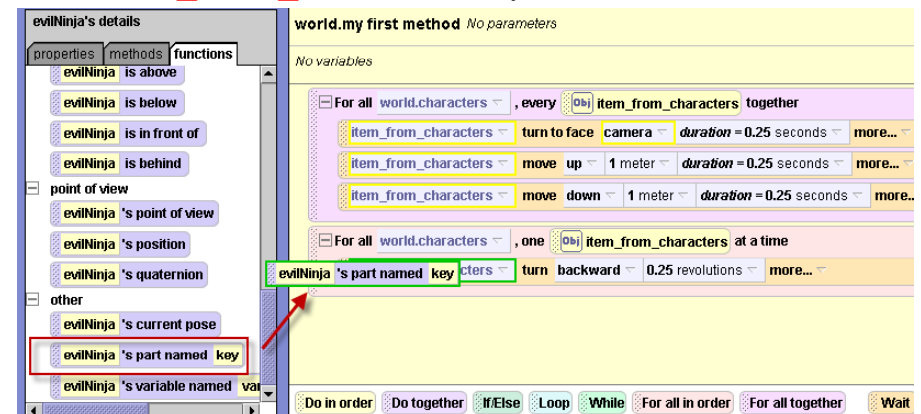 evilNinja's details
properties methods functions
evilNinja is above
evilNinja is below
evilNinja is in front of
evilNinja is behind
point of view
evilNinja 's point of view
evilNinja 's position
evilNinja 's quaternion
other
evilNinja 's current pose
evilNinja 's part named key
evilNinja 's variable named
world.my first method No parameters
No variables
For all world.characters , every Obj item_from_characters together
item_from_characters turn to face camera duration = 0.25 seconds more...
item_from_characters move up 1 meter duration = 0.25 seconds more...
item_from_characters move down 1 meter duration = 0.25 seconds more..
For all world.characters , one Obj item_from_characters at a time
evilNinja 's part named key cters turn backward 0.25 revolutions more...
Do in order Do together If/Else Loop While For all in order For all together Wait